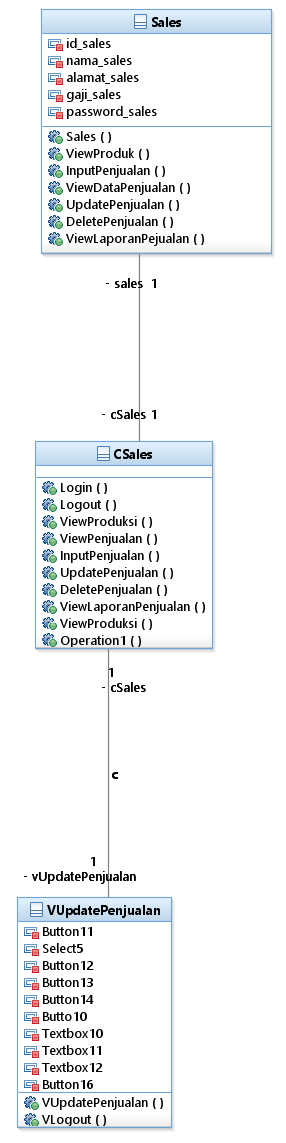 Sales
id_sales
nama_sales
alamat_sales
gaji_sales
password_sales
Sales ( )
ViewProduk ( )
InputPenjualan ( )
ViewDataPenjualan ( )
UpdatePenjualan ( )
DeletePenjualan ( )
ViewLaporanPejualan ( )
- sales 1
- cSales 1
CSales
Login ( )
Logout ( )
ViewProduksi ( )
ViewPenjualan ( )
InputPenjualan ( )
UpdatePenjualan ( )
DeletePenjualan ( )
ViewLaporanPenjualan ( )
ViewProduksi ( )
Operation1 ( )
1
- cSales
c
1
- vUpdatePenjualan
VUpdatePenjualan
Button11
Select5
Button12
Button13
Button14
Butto10
Textbox10
Textbox11
Textbox12
Button16
VUpdatePenjualan ( )
VLogout ( )